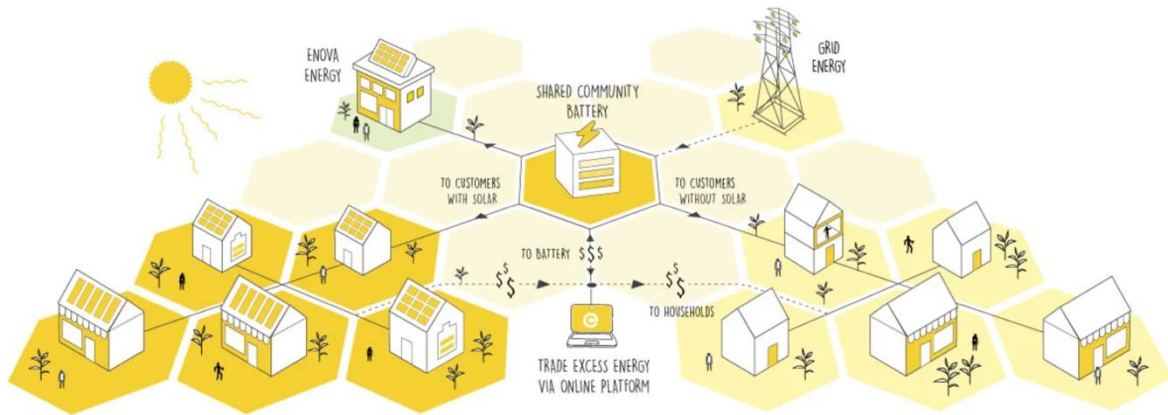 ENOVA
ENERGY
GRID
ENERGY
SHARED COMMUNITY
BATTERY
TO CUSTOMERS
WITH SOLAR
TO CUSTOMERS
WITHOUT SOLAR
TO BATTERY $$$
$$
$$
TO HOUSEHOLDS
e
TRADE EXCESS ENERGY
VIA ONLINE PLATFORM